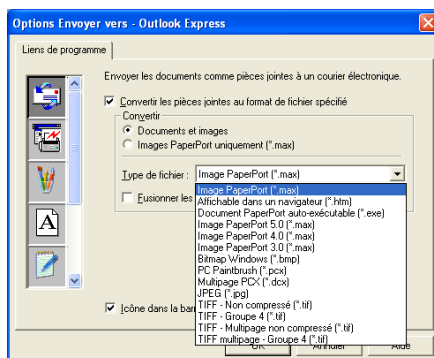 Options Envoyer vers - Outlook Express
Liens de programme
Envoyer les documents comme pièces jointes à un courier électronique.
Convertir les pièces jointes au format de fichier spécifié
Convertir
Documents et images
Images PaperPort uniquement (*.max)
Type de fichier : Image PaperPort (*.max)
Fusionner les
Image PaperPort (*.max)
Affichable dans un navigateur (*.htm)
Document PaperPort auto-exécutable (*.exe)
Image PaperPort 5.0 (*.max)
Image PaperPort 4.0 (*.max)
Image PaperPort 3.0 (*.max)
Bitmap Windows (*.bmp)
PC Paintbrush (*.pcx)
Multipage PCX (*.dcx)
JPEG (*.jpg)
TIFF - Non compressé (*.tif)
TIFF - Groupe 4 (*.tif)
TIFF - Multipage non compressé (*.tif)
TIFF multipage - Groupe 4 (*.tif)
Icône dans la barr
OK Annuler Aide